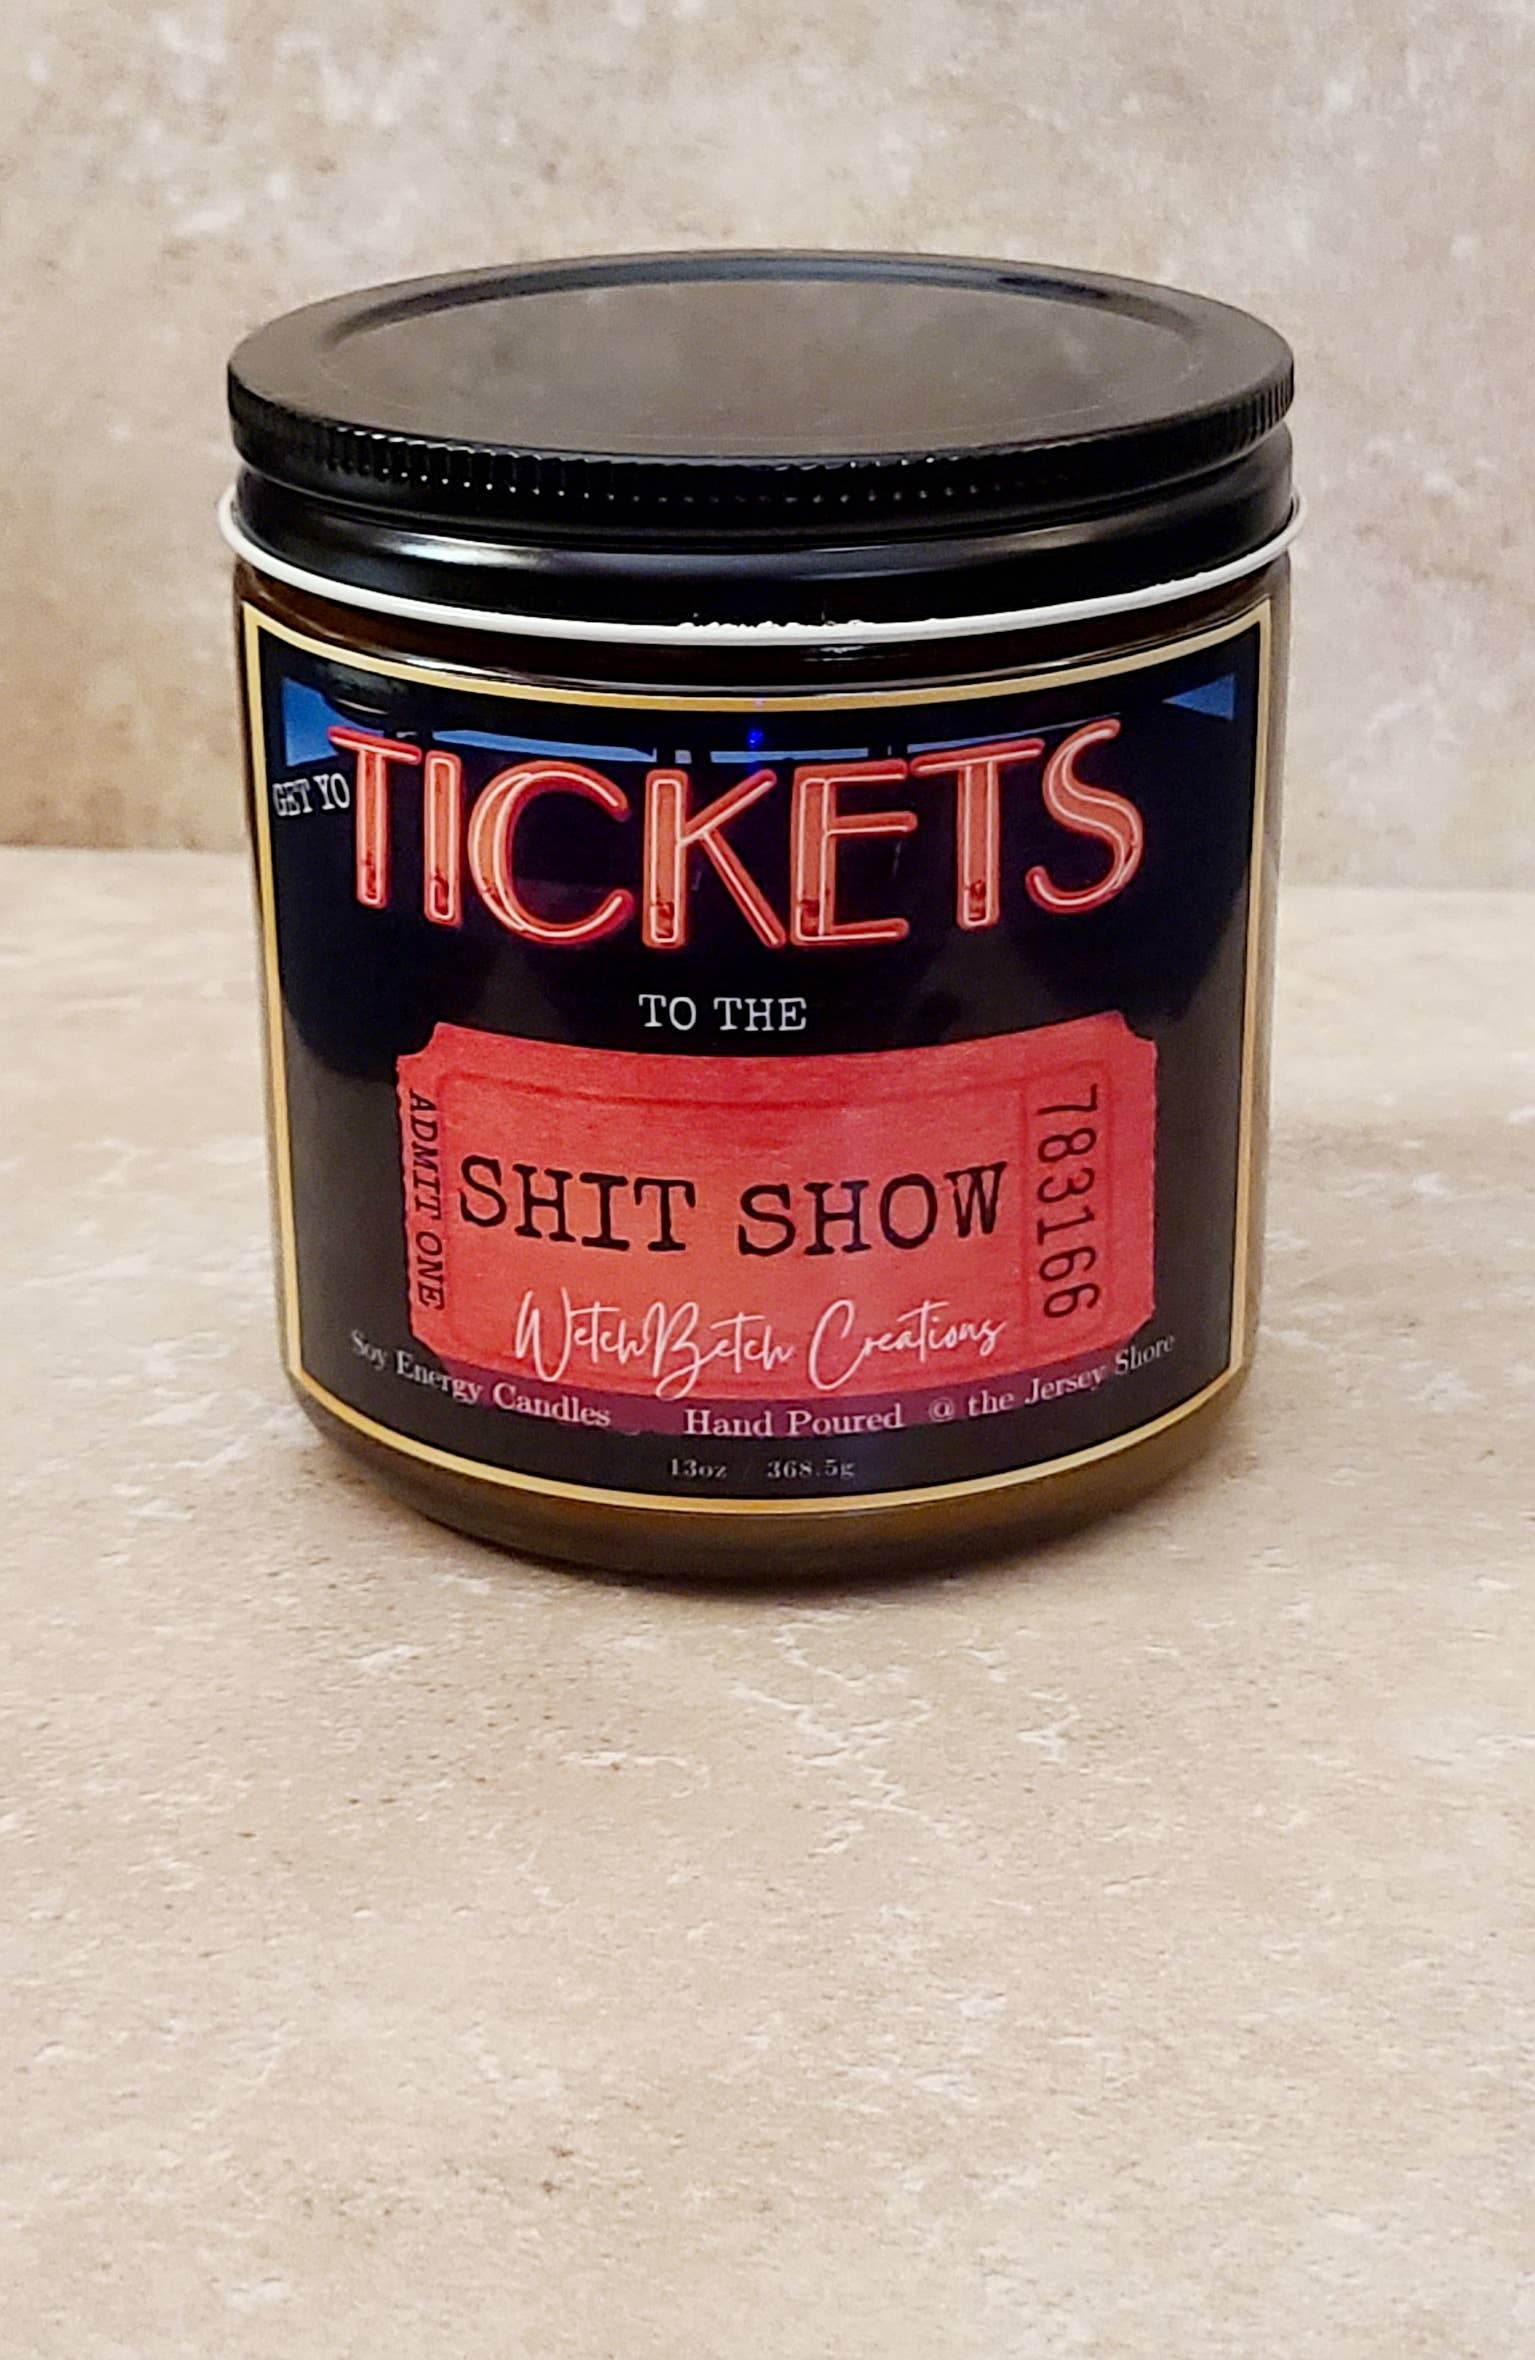 GET YO TICKETS
TO THE
ADMIT ONE
SHIT SHOW
783166
WetchBetch Creations
Soy Energy Candles Hand Poured @ the Jersey Shore
13oz / 368.5g